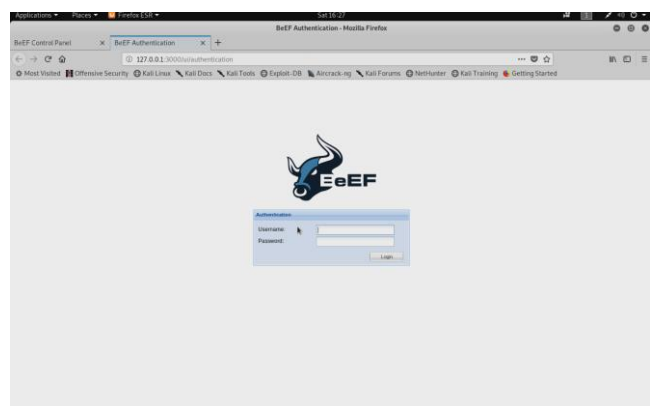 Applications Places Firefox ESR Sat 16:27
BeEF Authentication - Mozilla Firefox
BeEF Control Panel × BeEF Authentication × +
127.0.0.1:3000/ui/authentication
Most Visited Offensive Security Kali Linux Kali Docs Kali Tools Exploit-DB Aircrack-ng Kali Forums NetHunter Kali Training Getting Started
BeEF
Authentication
Username:
Password:
Login